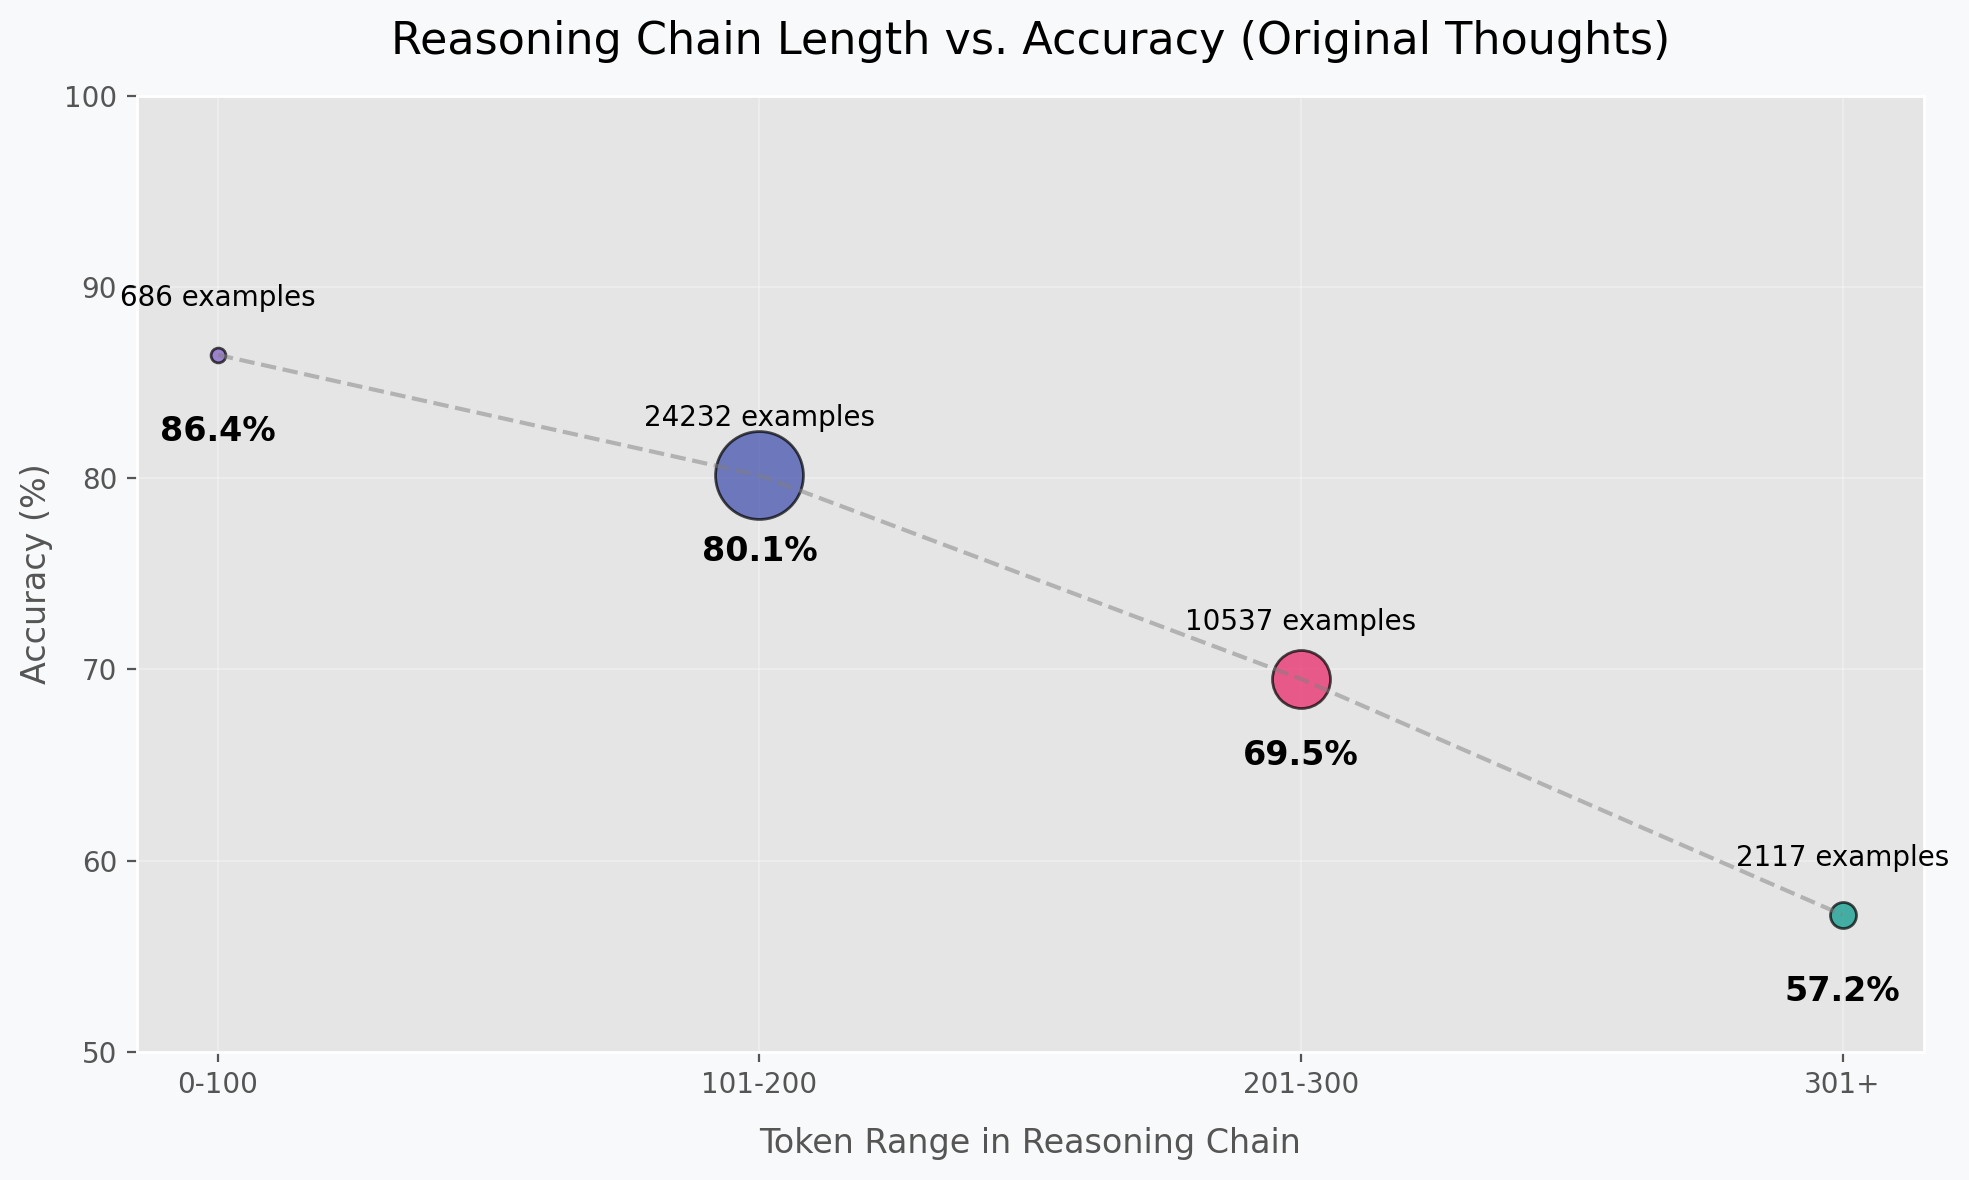 Reasoning Chain Length vs. Accuracy (Original Thoughts)
Accuracy (%)
100
90
80
70
60
50
686 examples
86.4%
24232 examples
80.1%
10537 examples
69.5%
2117 examples
57.2%
0-100
101-200
201-300
301+
Token Range in Reasoning Chain